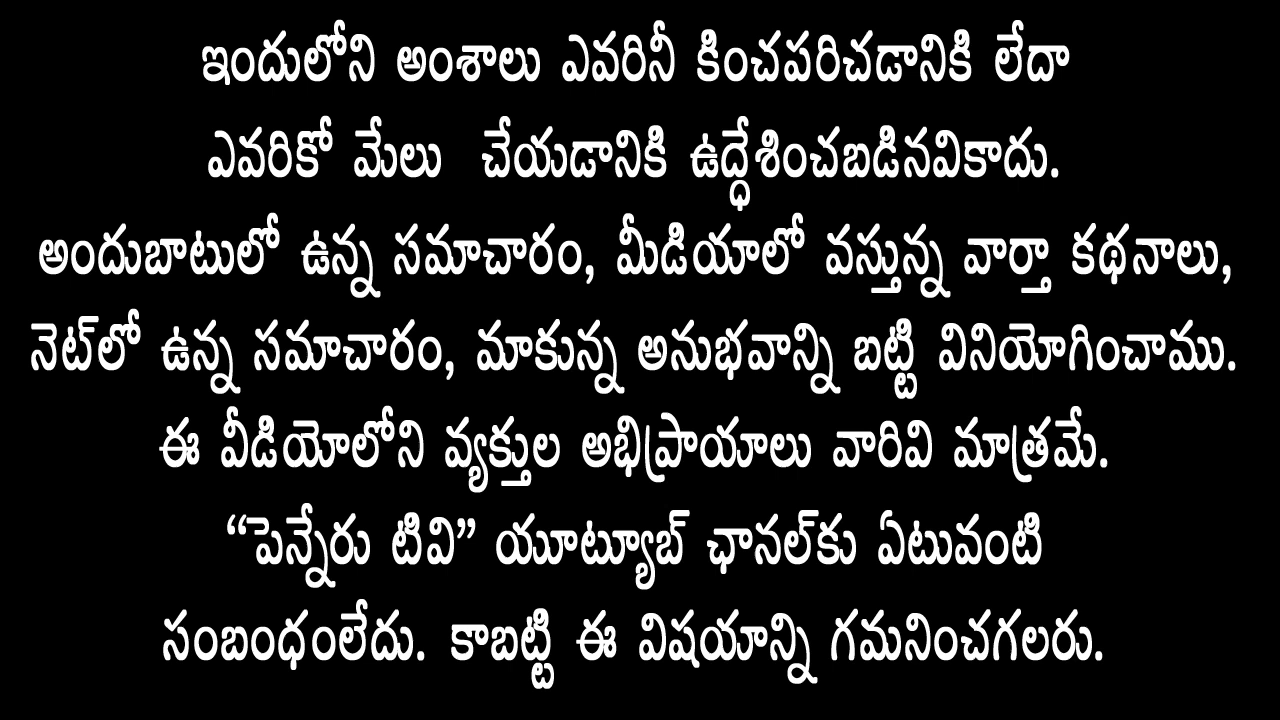 ఇందులోని అంశాలు ఎవరినీ కించపరిచడానికి లేదా
ఎవరికో మేలు చేయడానికి ఉద్ధేశించబడినవికాదు.
అందుబాటులో ఉన్న సమాచారం, మీడియాలో వస్తున్న వార్తా కథనాలు,
నెట్‌లో ఉన్న సమాచారం, మాకున్న అనుభవాన్ని బట్టి వినియోగించాము.
ఈ వీడియోలోని వ్యక్తుల అభిప్రాయాలు వారివి మాత్రమే.
“పెన్నేరు టివి” యూట్యూబ్ ఛానల్‌కు ఏటువంటి
సంబంధంలేదు. కాబట్టి ఈ విషయాన్ని గమనించగలరు.